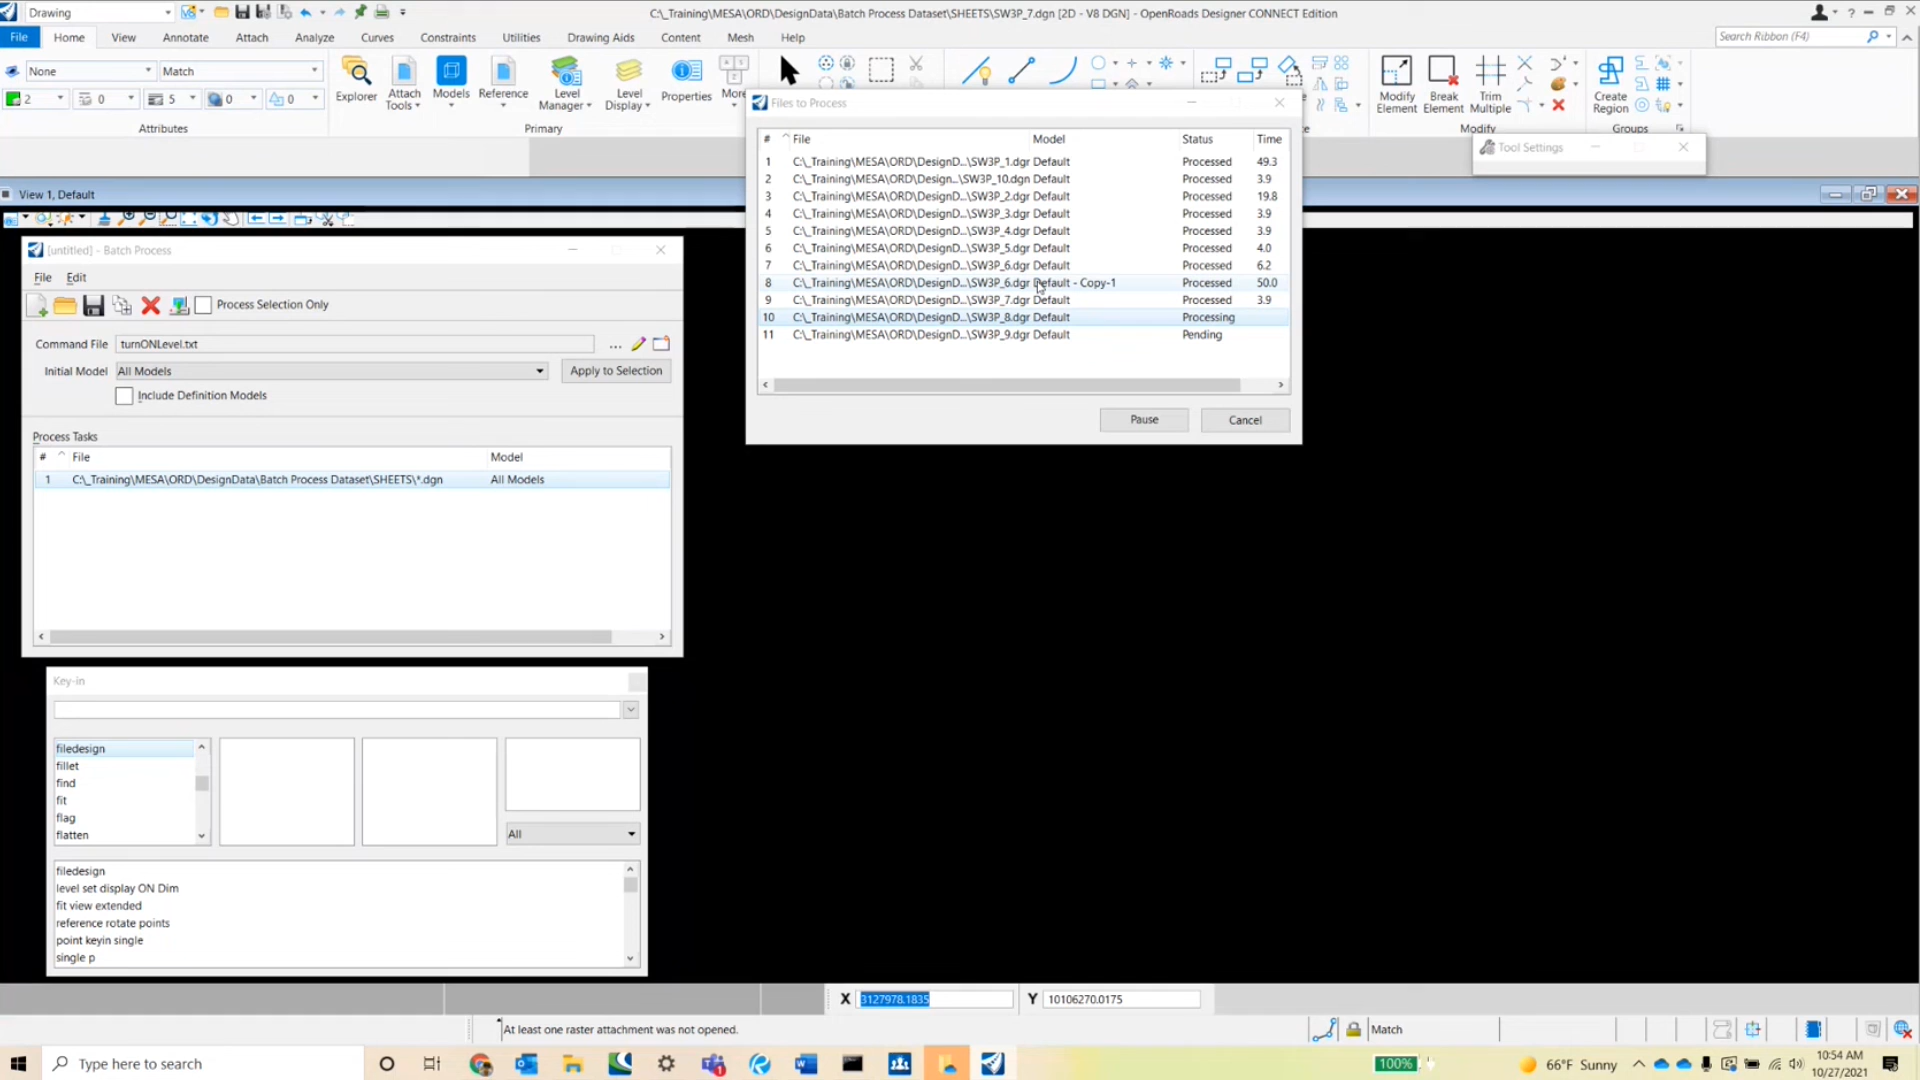 Drawing
C:\_Training\MESA\ORD\DesignData\Batch Process Dataset\SHEETS\SW3P_7.dgn [2D - V8 DGN] - OpenRoads Designer CONNECT Edition
File Home View Annotate Attach Analyze Curves Constraints Utilities Drawing Aids Content Mesh Help
Search Ribbon (F4)
None Match
2 0 5 0 0
Explorer Attach Tools Models Reference Level Manager Level Display Properties More
Modify Element Break Element Trim Multiple Create Region
Attributes Primary Modify Groups
Tool Settings
View 1, Default
Files to Process
# File Model Status Time
1 C:\_Training\MESA\ORD\DesignD...\SW3P_1.dgr Default Processed 49.3
2 C:\_Training\MESA\ORD\Design...\SW3P_10.dgn Default Processed 3.9
3 C:\_Training\MESA\ORD\DesignD...\SW3P_2.dgr Default Processed 19.8
4 C:\_Training\MESA\ORD\DesignD...\SW3P_3.dgr Default Processed 3.9
5 C:\_Training\MESA\ORD\DesignD...\SW3P_4.dgr Default Processed 3.9
6 C:\_Training\MESA\ORD\DesignD...\SW3P_5.dgr Default Processed 4.0
7 C:\_Training\MESA\ORD\DesignD...\SW3P_6.dgr Default Processed 6.2
8 C:\_Training\MESA\ORD\DesignD...\SW3P_6.dgr Default - Copy-1 Processed 50.0
9 C:\_Training\MESA\ORD\DesignD...\SW3P_7.dgr Default Processed 3.9
10 C:\_Training\MESA\ORD\DesignD...\SW3P_8.dgr Default Processing
11 C:\_Training\MESA\ORD\DesignD...\SW3P_9.dgr Default Pending
Pause Cancel
[untitled] - Batch Process
File Edit
Process Selection Only
Command File turnONLevel.txt ...
Initial Model All Models Apply to Selection
Include Definition Models
Process Tasks
# File Model
1 C:\_Training\MESA\ORD\DesignData\Batch Process Dataset\SHEETS\*.dgn All Models
Key-in
filedesign
fillet
find
fit
flag
flatten
All
filedesign
level set display ON Dim
fit view extended
reference rotate points
point keyin single
single p
X 3127978.1835 Y 10106270.0175
At least one raster attachment was not opened.
Match
Type here to search
100%
66°F Sunny
10:54 AM
10/27/2021